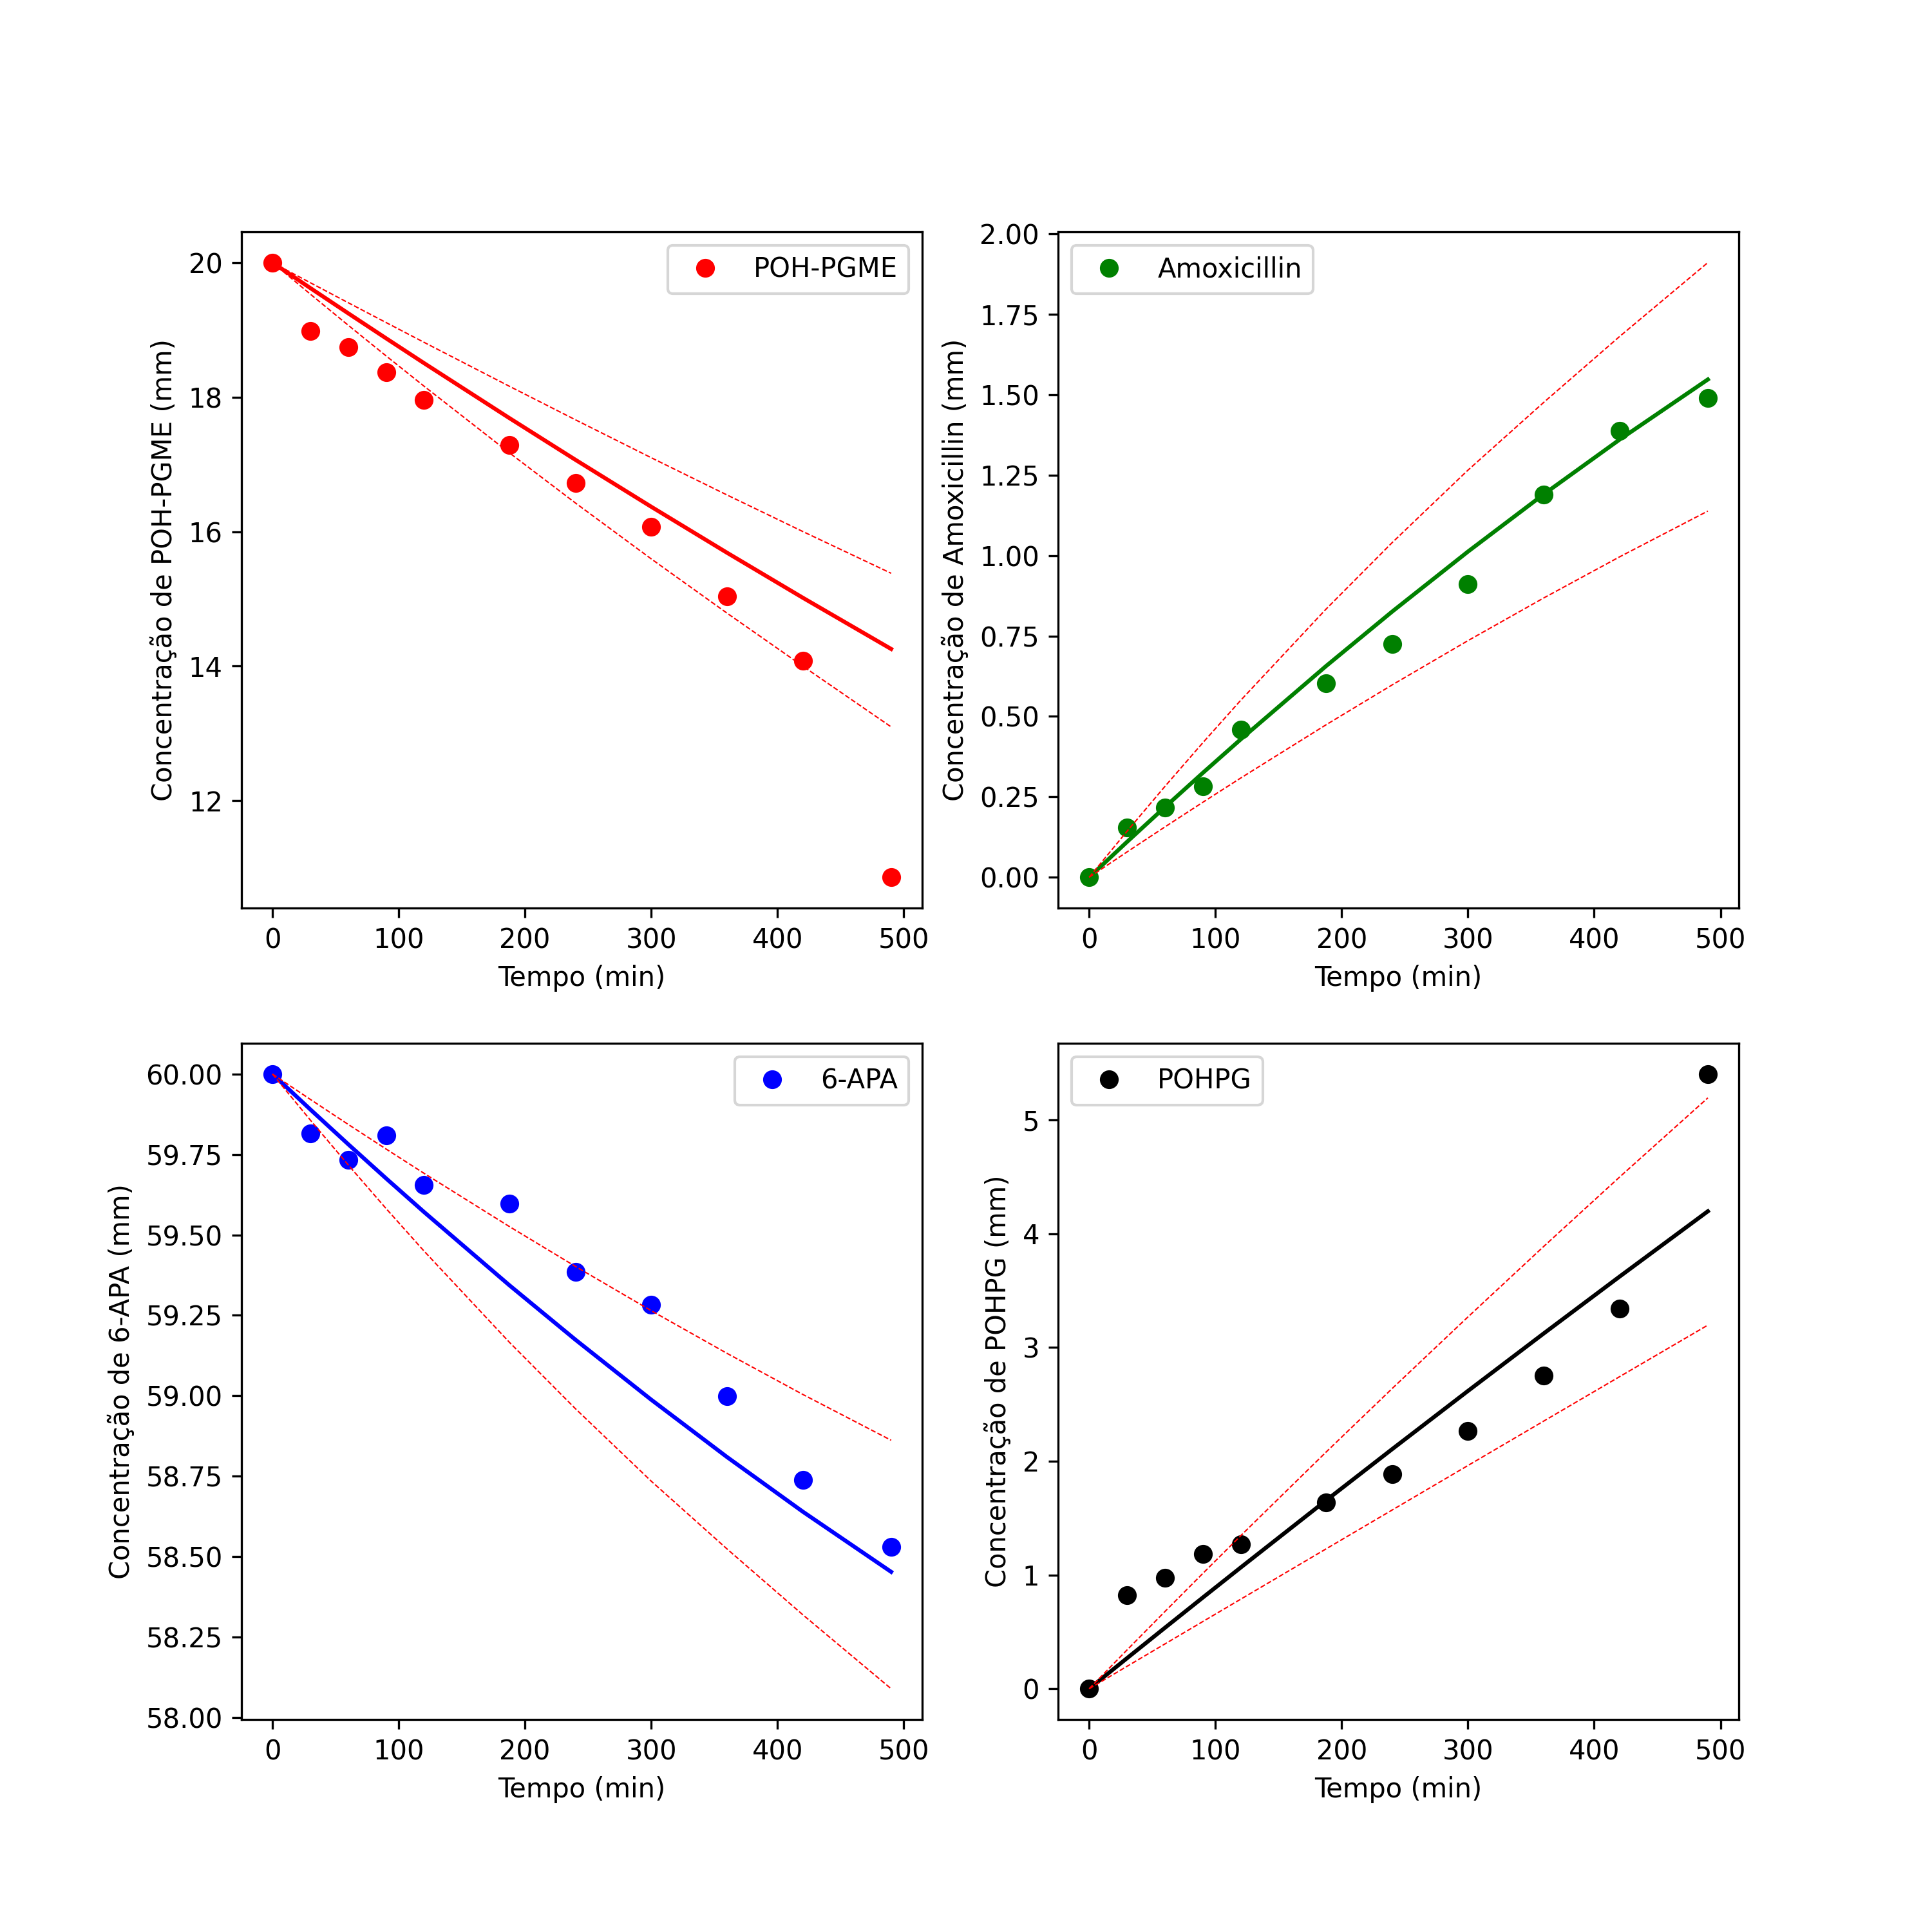 POH-PGME
Concentração de POH-PGME (mm)
20
18
16
14
12
0 100 200 300 400 500
Tempo (min)
Amoxicillin
Concentração de Amoxicillin (mm)
2.00
1.75
1.50
1.25
1.00
0.75
0.50
0.25
0.00
0 100 200 300 400 500
Tempo (min)
6-APA
Concentração de 6-APA (mm)
60.00
59.75
59.50
59.25
59.00
58.75
58.50
58.25
58.00
0 100 200 300 400 500
Tempo (min)
POHPG
Concentração de POHPG (mm)
5
4
3
2
1
0
0 100 200 300 400 500
Tempo (min)